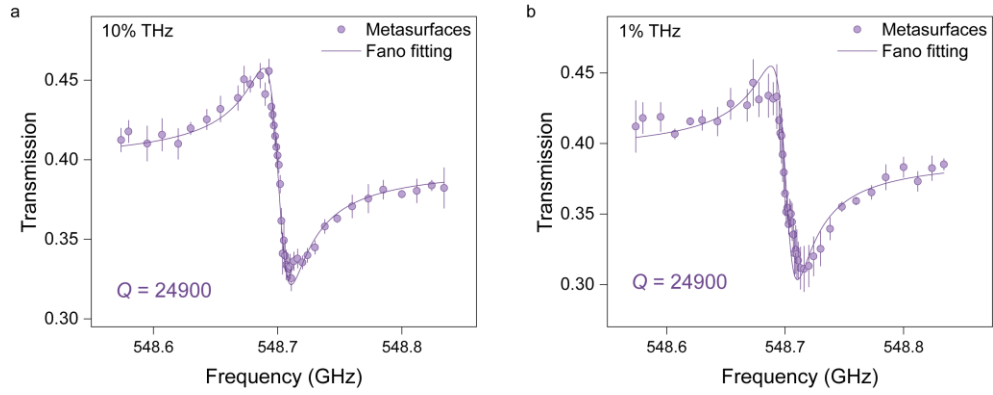 a
10% THz
Metasurfaces
Fano fitting
Transmission
0.45
0.40
0.35
0.30
Q = 24900
548.6
548.7
548.8
Frequency (GHz)
b
1% THz
Metasurfaces
Fano fitting
Transmission
0.45
0.40
0.35
0.30
Q = 24900
548.6
548.7
548.8
Frequency (GHz)